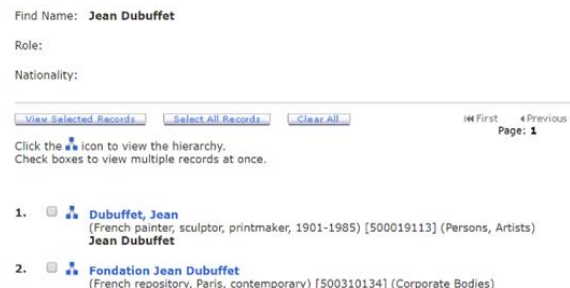 Find Name: Jean Dubuffet
Role:
Nationality:
View Selected Records Select All Records Clear All First Previous
Page: 1
Click the icon to view the hierarchy.
Check boxes to view multiple records at once.
1. Dubuffet, Jean
(French painter, sculptor, printmaker, 1901-1985) [500019113] (Persons, Artists)
Jean Dubuffet
2. Fondation Jean Dubuffet
(French repository, Paris, contemporary) [500310134] (Corporate Bodies)